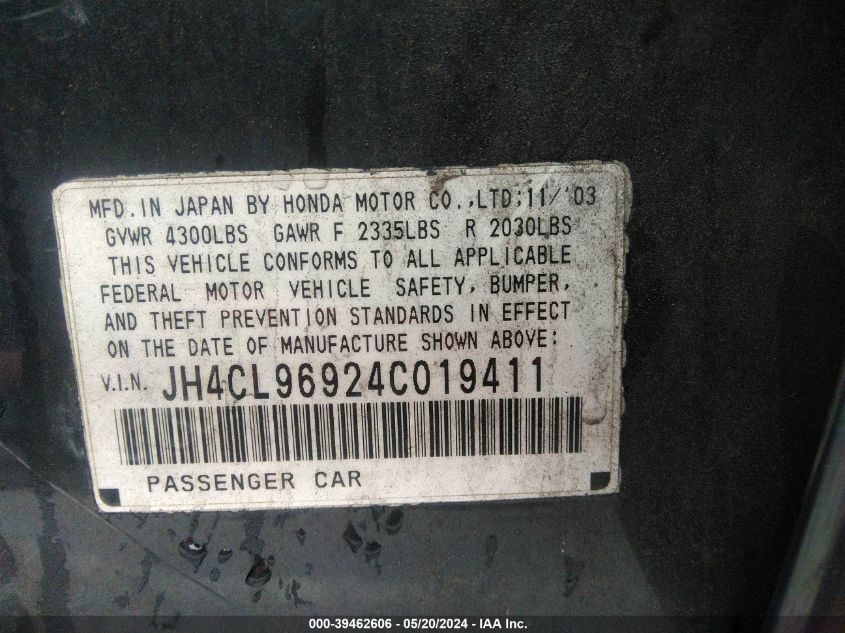 MFD. IN JAPAN BY HONDA MOTOR CO., LTD; 11/'03
GVWR 4300LBS GAWR F 2335LBS R 2030LBS
THIS VEHICLE CONFORMS TO ALL APPLICABLE
FEDERAL MOTOR VEHICLE SAFETY, BUMPER,
AND THEFT PREVENTION STANDARDS IN EFFECT
ON THE DATE OF MANUFACTURE SHOWN ABOVE:
V.I.N. JH4CL96924C019411
PASSENGER CAR
000-39462606 - 05/20/2024 - IAA Inc.